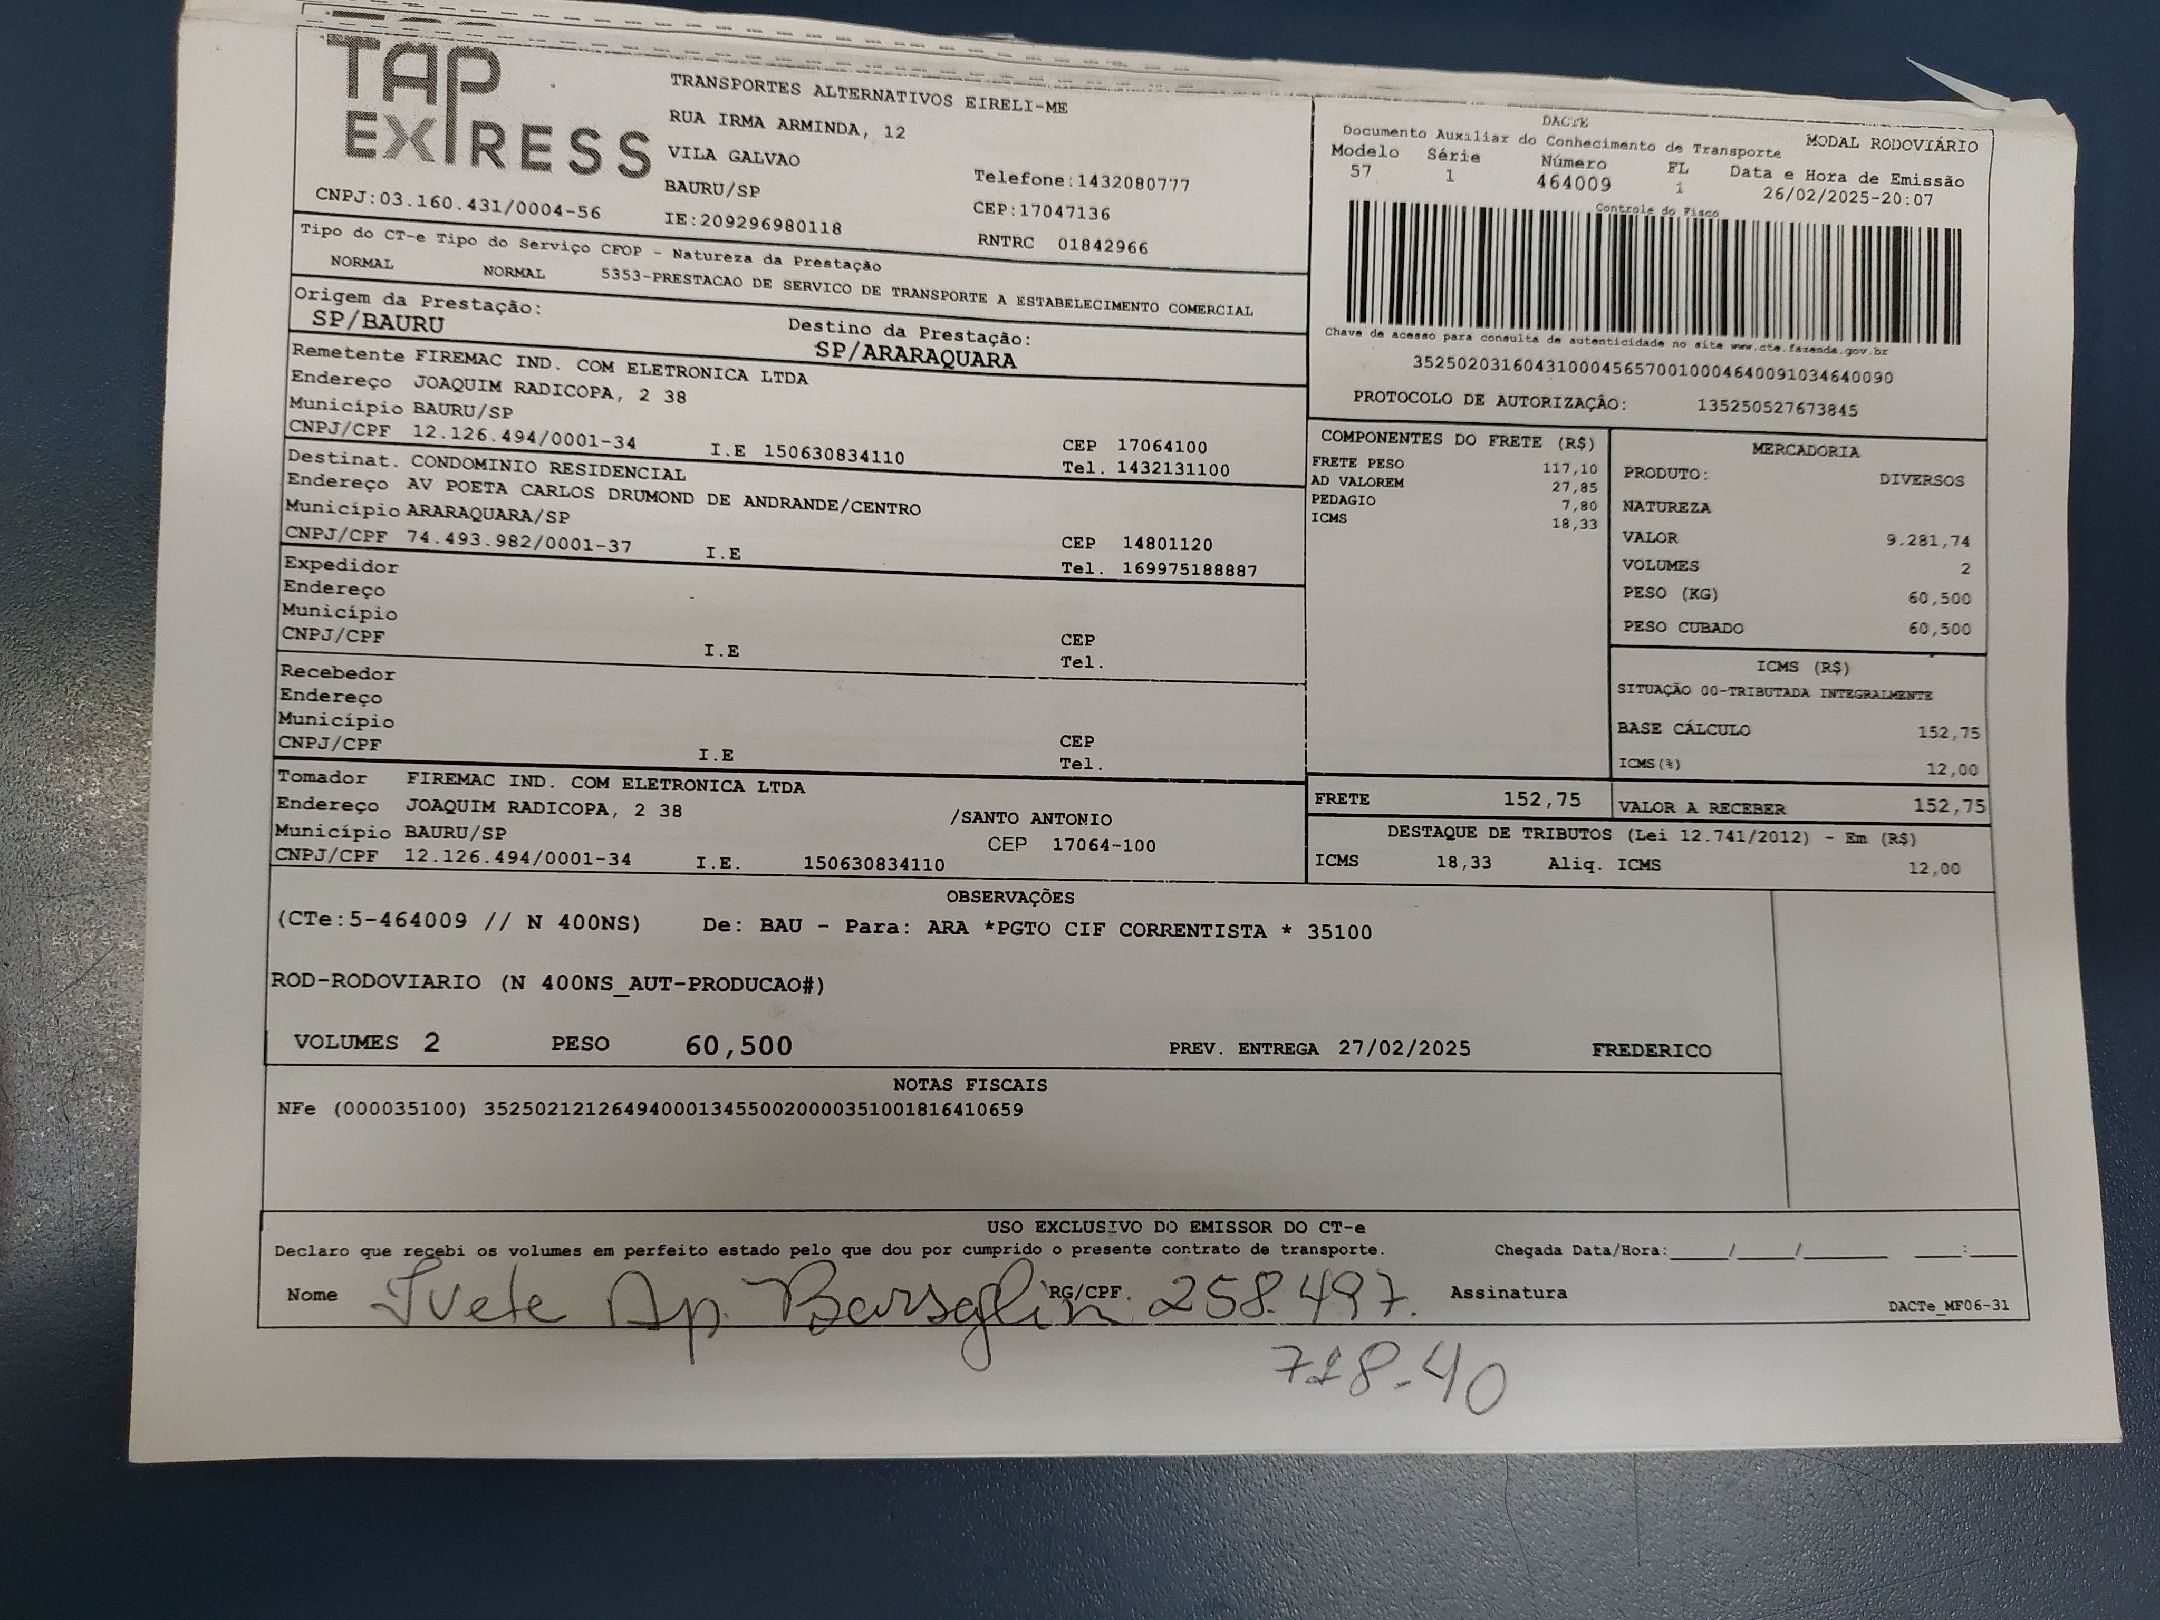 TAP
EXPRESS
CNPJ:03.160.431/0004-56
TRANSPORTES ALTERNATIVOS EIRELI-ME
RUA IRMA ARMINDA, 12
VILA GALVAO
BAURU/SP
IE:209296980118
Telefone:1432080777
CEP:17047136
RNTRC 01842966
DACTE
Documento Auxiliar do Conhecimento de Transporte
MODAL RODOVIÁRIO
Modelo Série Número FL Data e Hora de Emissão
57 1 464009 1 26/02/2025-20:07
Controle do Fisco
Chave de acesso para consulta de autenticidade no site www.cte.fazenda.gov.br
35250203160431000456570010004640091034640090
PROTOCOLO DE AUTORIZAÇÃO: 135250527673845
Tipo do CT-e Tipo do Serviço CFOP - Natureza da Prestação
NORMAL NORMAL 5353-PRESTACAO DE SERVICO DE TRANSPORTE A ESTABELECIMENTO COMERCIAL
Origem da Prestação:
SP/BAURU
Destino da Prestação:
SP/ARARAQUARA
Remetente FIREMAC IND. COM ELETRONICA LTDA
Endereço JOAQUIM RADICOPA, 2 38
Município BAURU/SP CEP 17064100
CNPJ/CPF 12.126.494/0001-34 I.E 150630834110 Tel. 1432131100
Destinat. CONDOMINIO RESIDENCIAL
Endereço AV POETA CARLOS DRUMOND DE ANDRANDE/CENTRO
Município ARARAQUARA/SP CEP 14801120
CNPJ/CPF 74.493.982/0001-37 I.E Tel. 169975188887
Expedidor
Endereço
Município CEP
CNPJ/CPF I.E Tel.
Recebedor
Endereço
Município CEP
CNPJ/CPF I.E Tel.
Tomador FIREMAC IND. COM ELETRONICA LTDA
Endereço JOAQUIM RADICOPA, 2 38 /SANTO ANTONIO
Município BAURU/SP CEP 17064-100
CNPJ/CPF 12.126.494/0001-34 I.E. 150630834110
COMPONENTES DO FRETE (R$)
FRETE PESO 117,10
AD VALOREM 27,85
PEDAGIO 7,80
ICMS 18,33
MERCADORIA
PRODUTO: DIVERSOS
NATUREZA
VALOR 9.281,74
VOLUMES 2
PESO (KG) 60,500
PESO CUBADO 60,500
ICMS (R$)
SITUAÇÃO 00-TRIBUTADA INTEGRALMENTE
BASE CÁLCULO 152,75
ICMS(%) 12,00
FRETE 152,75 VALOR A RECEBER 152,75
DESTAQUE DE TRIBUTOS (Lei 12.741/2012) - Em (R$)
ICMS 18,33 Aliq. ICMS 12,00
OBSERVAÇÕES
(CTe:5-464009 // N 400NS) De: BAU - Para: ARA *PGTO CIF CORRENTISTA * 35100
ROD-RODOVIARIO (N 400NS_AUT-PRODUCAO#)
VOLUMES 2 PESO 60,500 PREV. ENTREGA 27/02/2025 FREDERICO
NOTAS FISCAIS
NFe (000035100) 35250212126494000134550020000351001816410659
USO EXCLUSIVO DO EMISSOR DO CT-e
Declaro que recebi os volumes em perfeito estado pelo que dou por cumprido o presente contrato de transporte. Chegada Data/Hora:____/____/______ ___:____
Nome Ivete Ap. RG/CPF. 258.497. Assinatura
718-40
DACTe_MF06-31